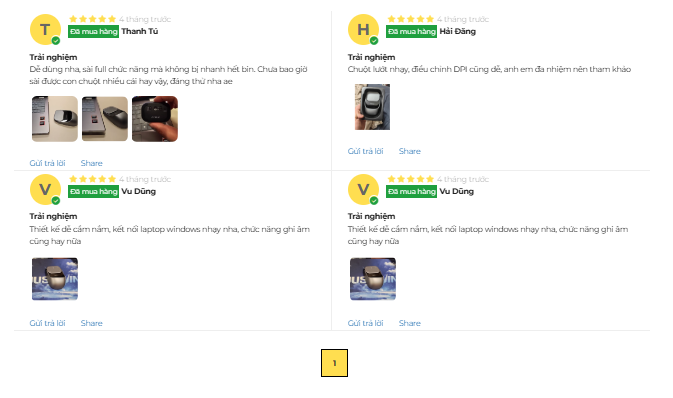 T
4 tháng trước
Đã mua hàng Thanh Tú
Trải nghiệm
Dễ dùng nha, sài full chức năng mà không bị nhanh hết bin. Chưa bao giờ
sài được con chuột nhiều cái hay vậy, đáng thử nha ae
Gửi trả lời Share
H
4 tháng trước
Đã mua hàng Hải Đăng
Trải nghiệm
Chuột lướt nhạy, điều chỉnh DPI cũng dễ, anh em đa nhiệm nên tham khảo
Gửi trả lời Share
V
4 tháng trước
Đã mua hàng Vu Dũng
Trải nghiệm
Thiết kế dễ cầm nắm, kết nối laptop windows nhạy nha, chức năng ghi âm
cũng hay nữa
Gửi trả lời Share
V
4 tháng trước
Đã mua hàng Vu Dũng
Trải nghiệm
Thiết kế dễ cầm nắm, kết nối laptop windows nhạy nha, chức năng ghi âm
cũng hay nữa
Gửi trả lời Share
1